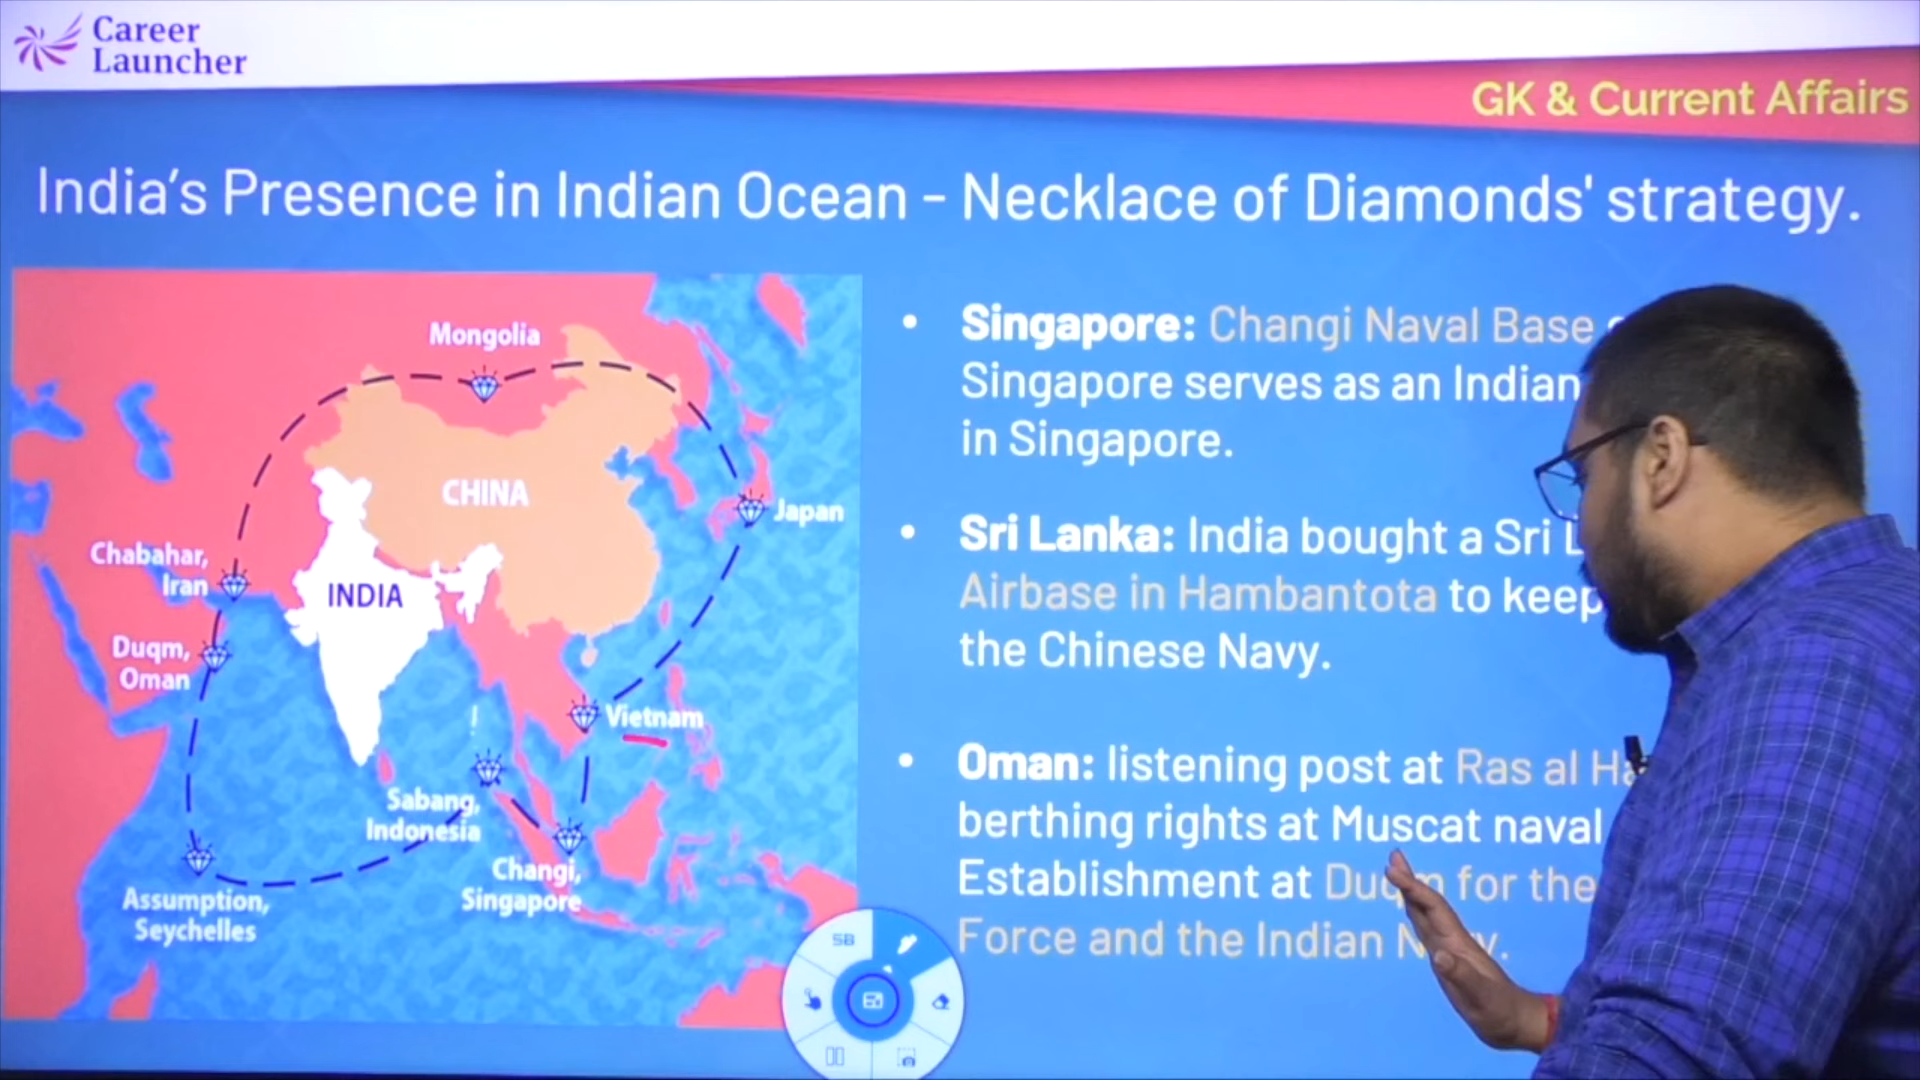 Career
Launcher
GK & Current Affairs
India's Presence in Indian Ocean - Necklace of Diamonds' strategy.
Mongolia
CHINA
Japan
Chabahar,
Iran
INDIA
Duqm,
Oman
Vietnam
Sabang,
Indonesia
Changi,
Singapore
Assumption,
Seychelles
• Singapore: Changi Naval Base
Singapore serves as an Indian
in Singapore.
• Sri Lanka: India bought a Sri
Airbase in Hambantota to keep
the Chinese Navy.
• Oman: listening post at Ras al
berthing rights at Muscat naval
Establishment at Duqm for the
Force and the Indian
SB